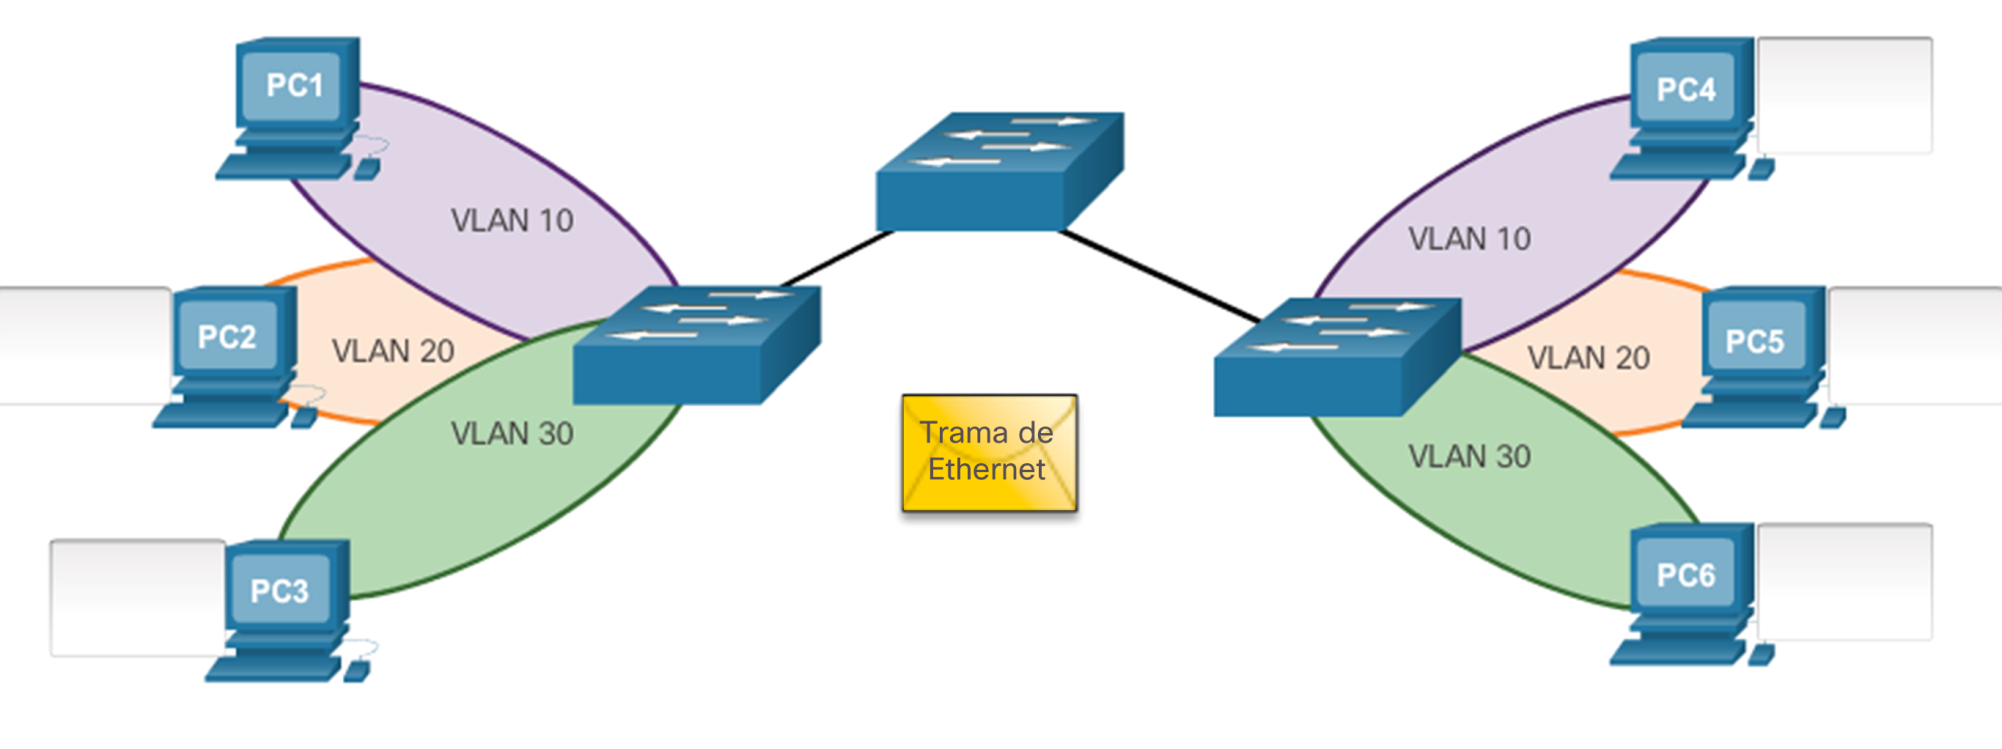 PC1
PC4
VLAN 10
VLAN 10
PC2
VLAN 20
VLAN 20
PC5
VLAN 30
Trama de
Ethernet
VLAN 30
PC3
PC6